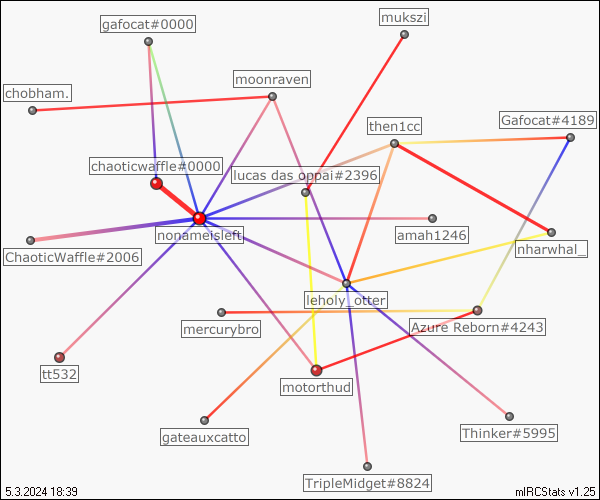 gafocat#0000
mukszi
moonraven
chobham.
Gafocat#4189
then1cc
chaoticwaffle#0000
lucas das oppai#2396
nonameisleft
amah1246
nharwhal_
ChaoticWaffle#2006
leholy_otter
mercurybro
Azure Reborn#4243
tt532
motorthud
gateauxcatto
Thinker#5995
TripleMidget#8824
5.3.2024 18:39
mIRCStats v1.25